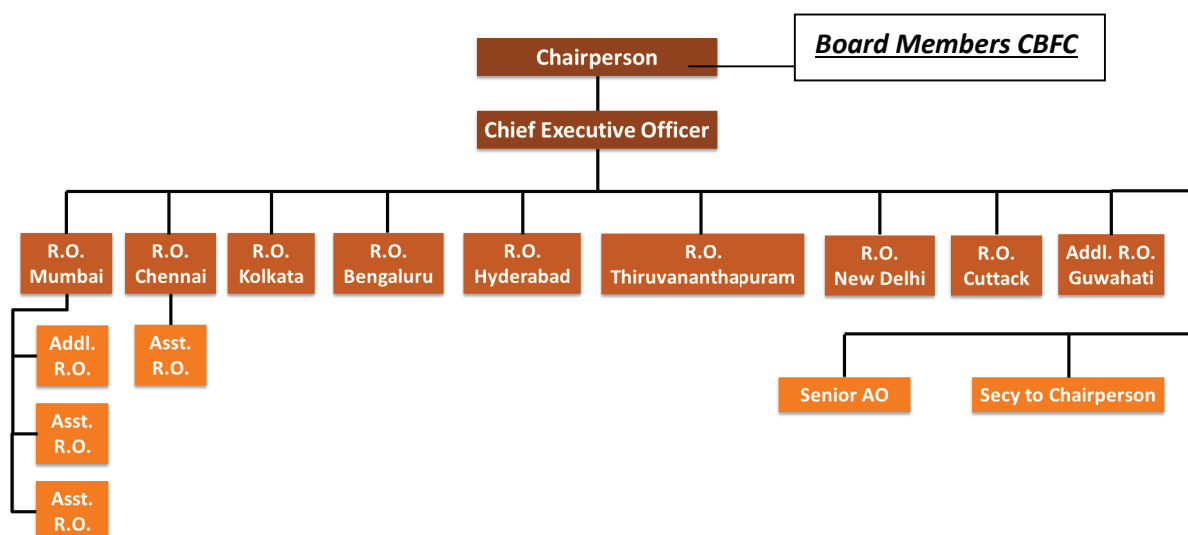 Board Members CBFC
Chairperson
Chief Executive Officer
R.O.
Mumbai
R.O.
Chennai
R.O.
Kolkata
R.O.
Bengaluru
R.O.
Hyderabad
R.O.
Thiruvananthapuram
R.O.
New Delhi
R.O.
Cuttack
Addl. R.O.
Guwahati
Addl.
R.O.
Asst.
R.O.
Senior AO
Secy to Chairperson
Asst.
R.O.
Asst.
R.O.